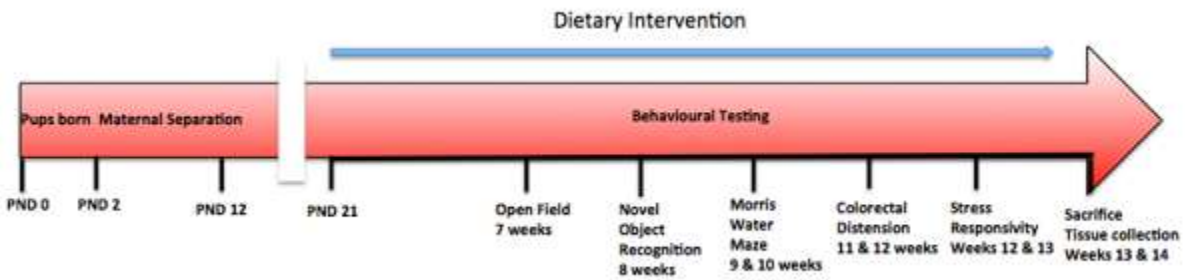 Dietary Intervention
Pups born Maternal Separation
Behavioural Testing
PND 0
PND 2
PND 12
PND 21
Open Field
7 weeks
Novel
Object
Recognition
8 weeks
Morris
Water
Maze
9 & 10 weeks
Colorectal
Distension
11 & 12 weeks
Stress
Responsivity
Weeks 12 & 13
Sacrifice
Tissue collection
Weeks 13 & 14